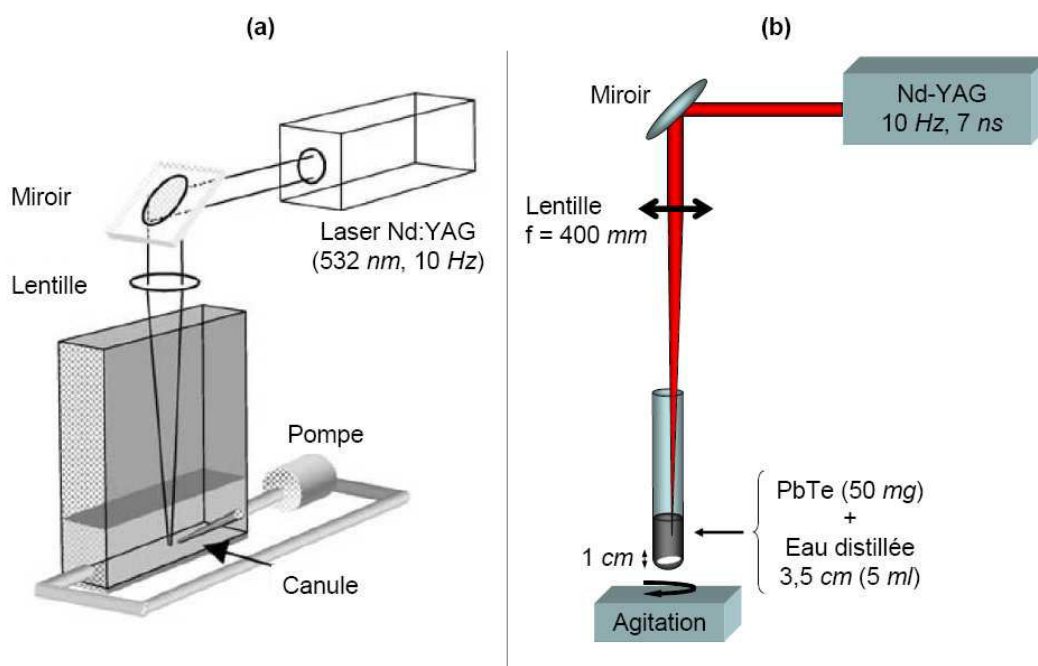 (a)
Miroir
Laser Nd:YAG
(532 nm, 10 Hz)
Lentille
Pompe
Canule
(b)
Miroir
Nd-YAG
10 Hz, 7 ns
Lentille
f = 400 mm
PbTe (50 mg)
+
Eau distillée
3,5 cm (5 ml)
1 cm
Agitation